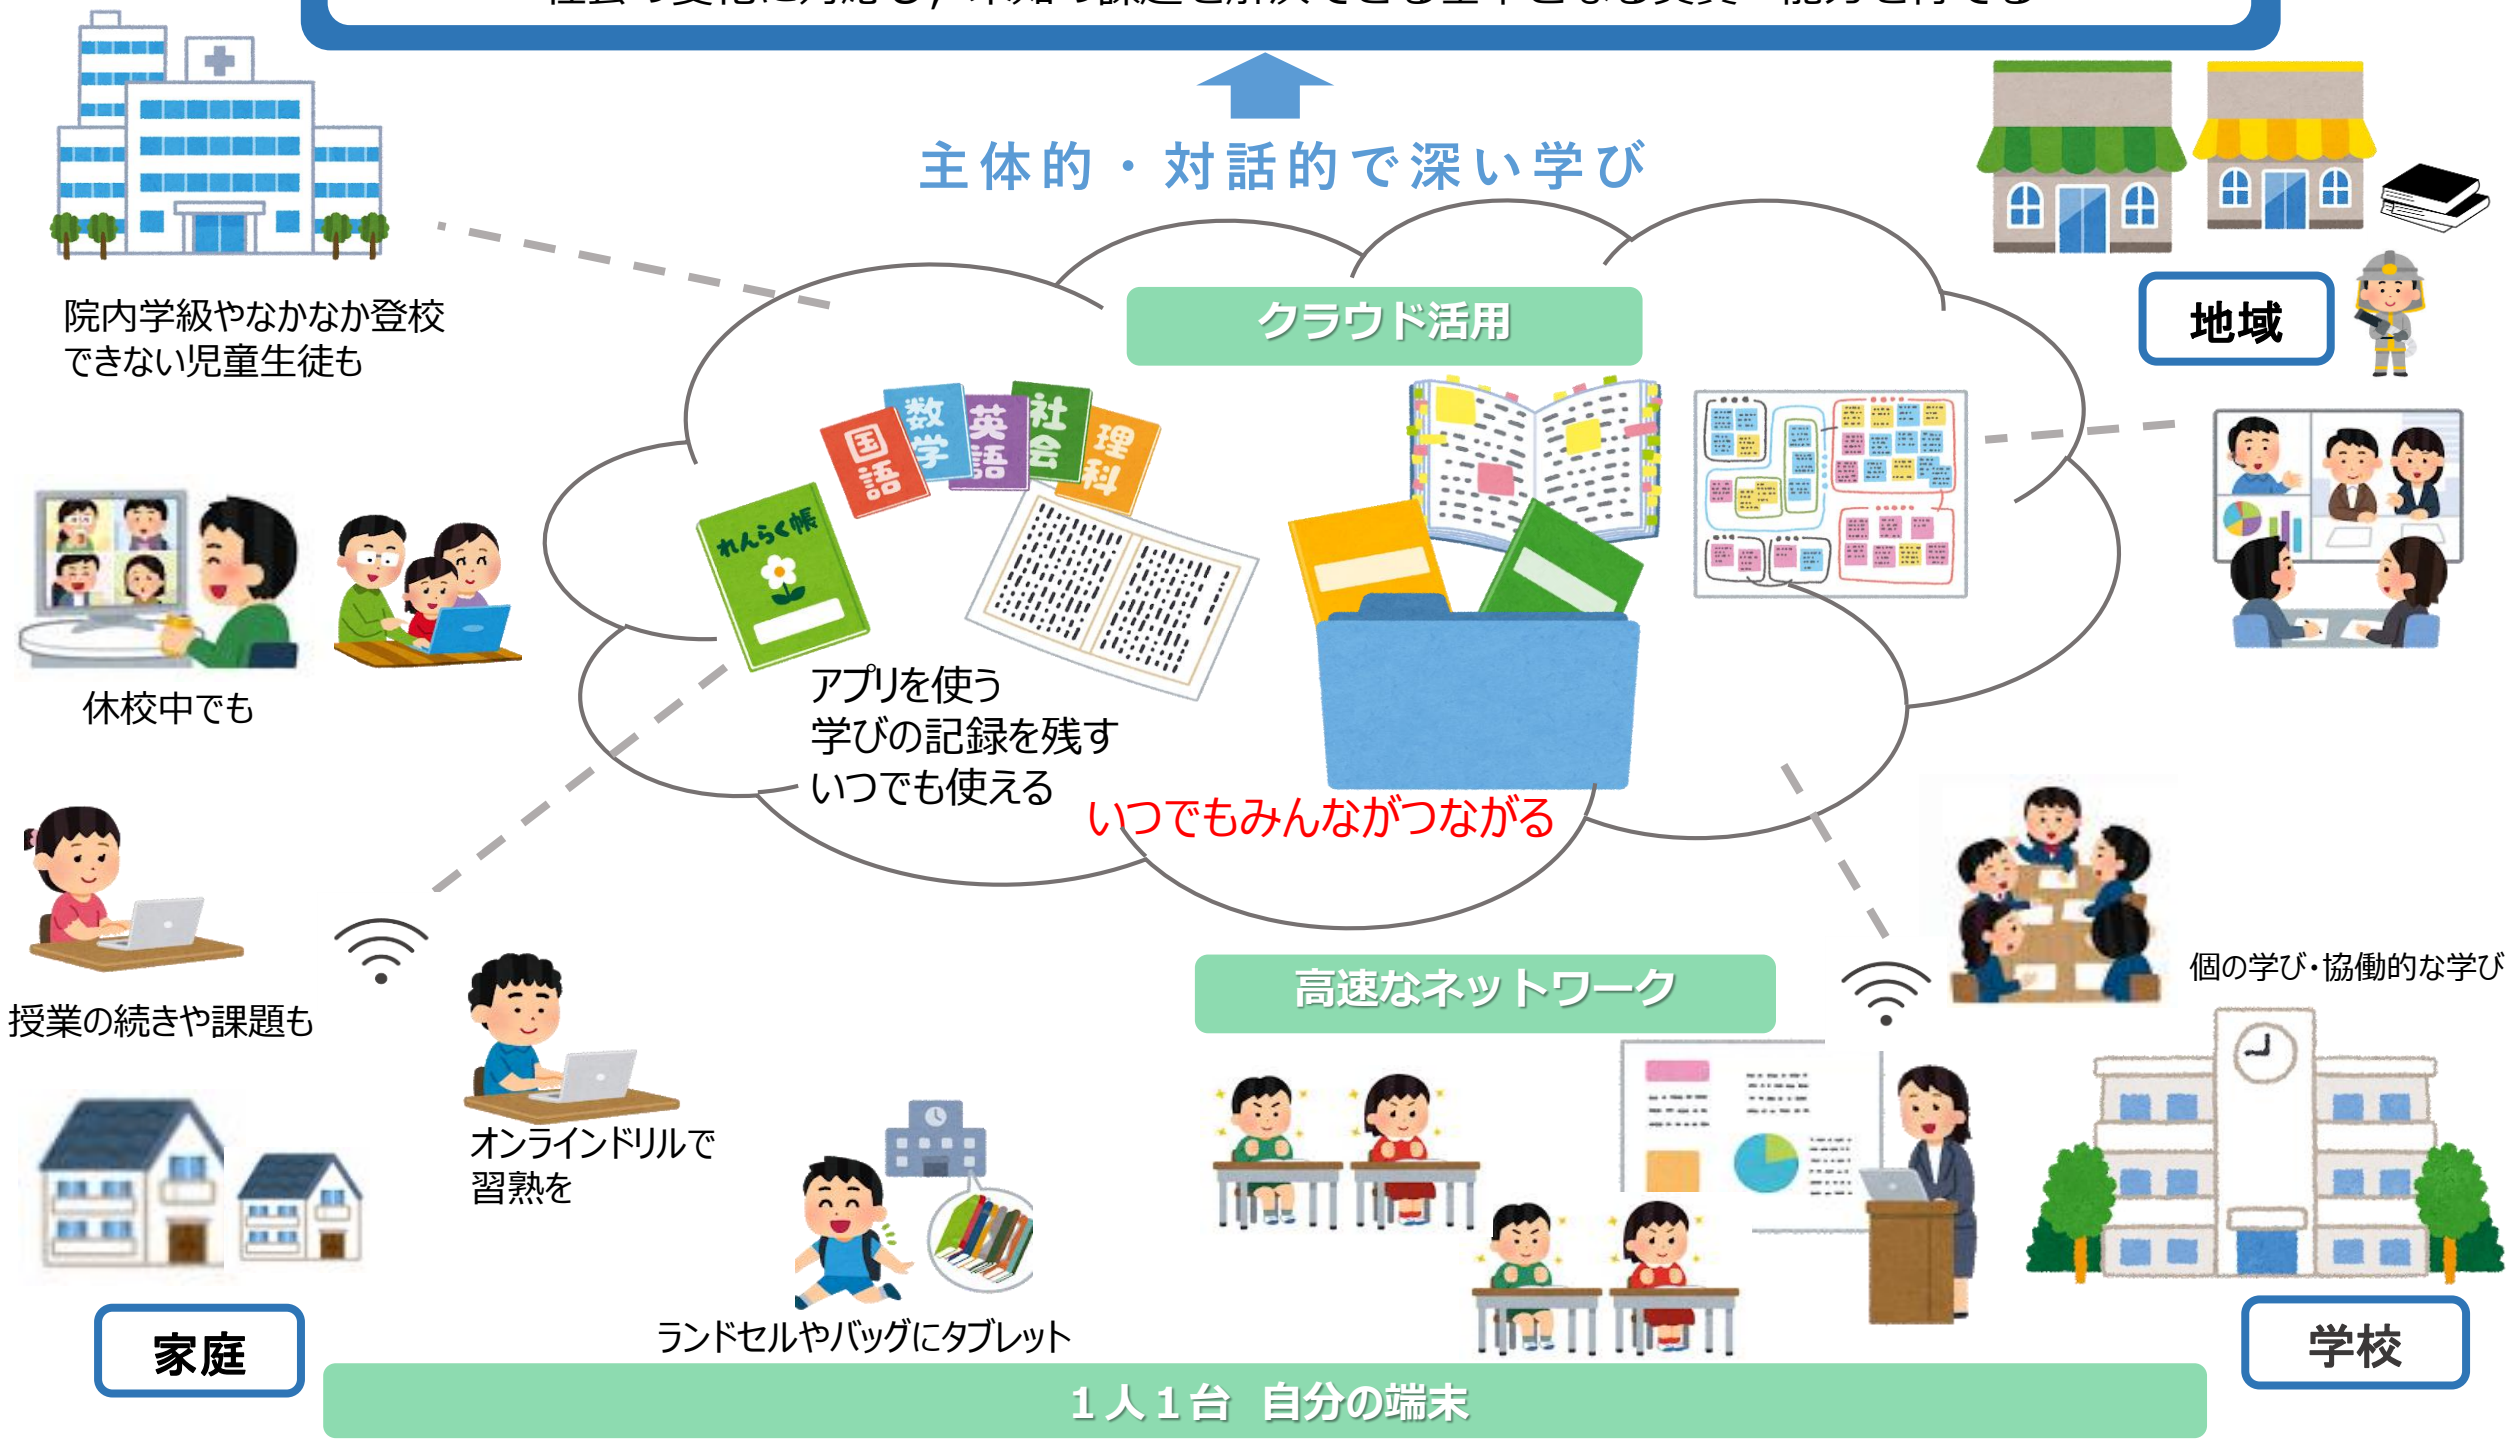 主体的・対話的で深い学び
クラウド活用
地域
院内学級やなかなか登校
できない児童生徒も
国語
数学
英語
社会
理科
れんらく帳
休校中でも
アプリを使う
学びの記録を残す
いつでも使える
いつでもみんながつながる
高速なネットワーク
個の学び・協働的な学び
授業の続きや課題も
オンラインドリルで
習熟を
ランドセルやバッグにタブレット
家庭
学校
１人１台 自分の端末